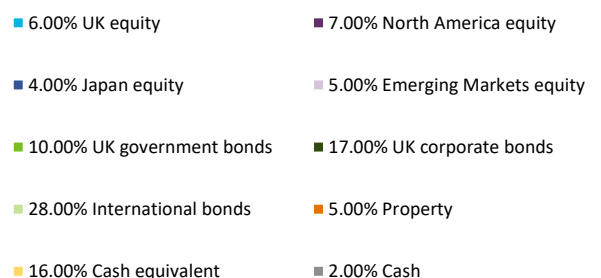 6.00% UK equity
7.00% North America equity
4.00% Japan equity
5.00% Emerging Markets equity
10.00% UK government bonds
17.00% UK corporate bonds
28.00% International bonds
5.00% Property
16.00% Cash equivalent
2.00% Cash